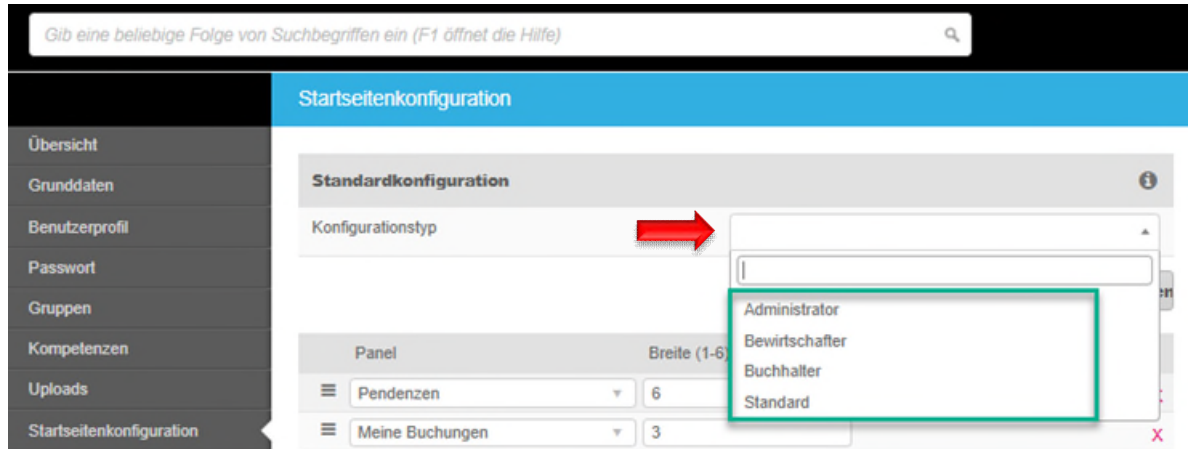 Gib eine beliebige Folge von Suchbegriffen ein (F1 öffnet die Hilfe)
Startseitenkonfiguration
Übersicht
Grunddaten
Benutzerprofil
Passwort
Gruppen
Kompetenzen
Uploads
Startseitenkonfiguration
Standardkonfiguration
Konfigurationstyp
Administrator
Bewirtschafter
Buchhalter
Standard
Panel Breite (1-6)
Pendenzen 6
Meine Buchungen 3 X